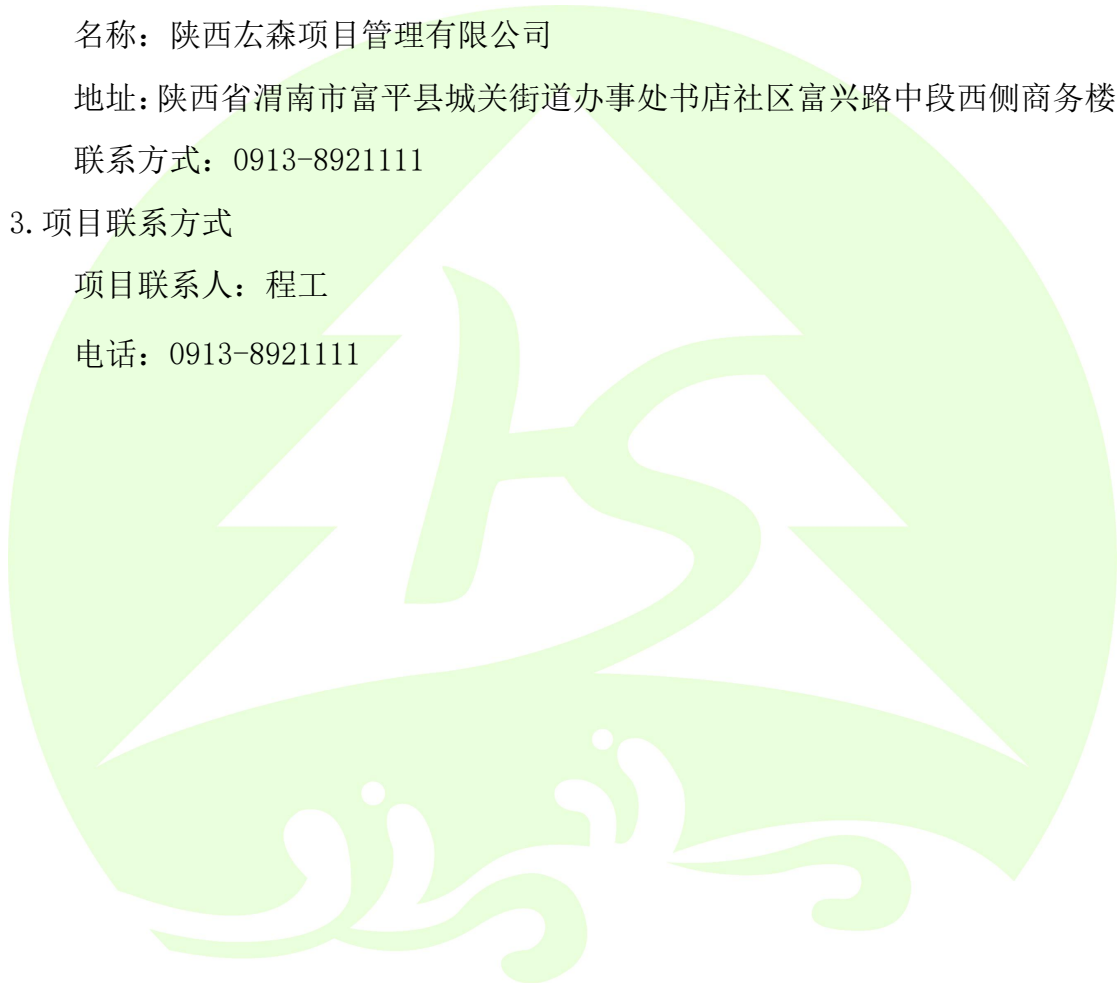 名称：陕西厷森项目管理有限公司
地址：陕西省渭南市富平县城关街道办事处书店社区富兴路中段西侧商务楼
联系方式：0913-8921111
3.项目联系方式
项目联系人：程工
电话：0913-8921111
HS